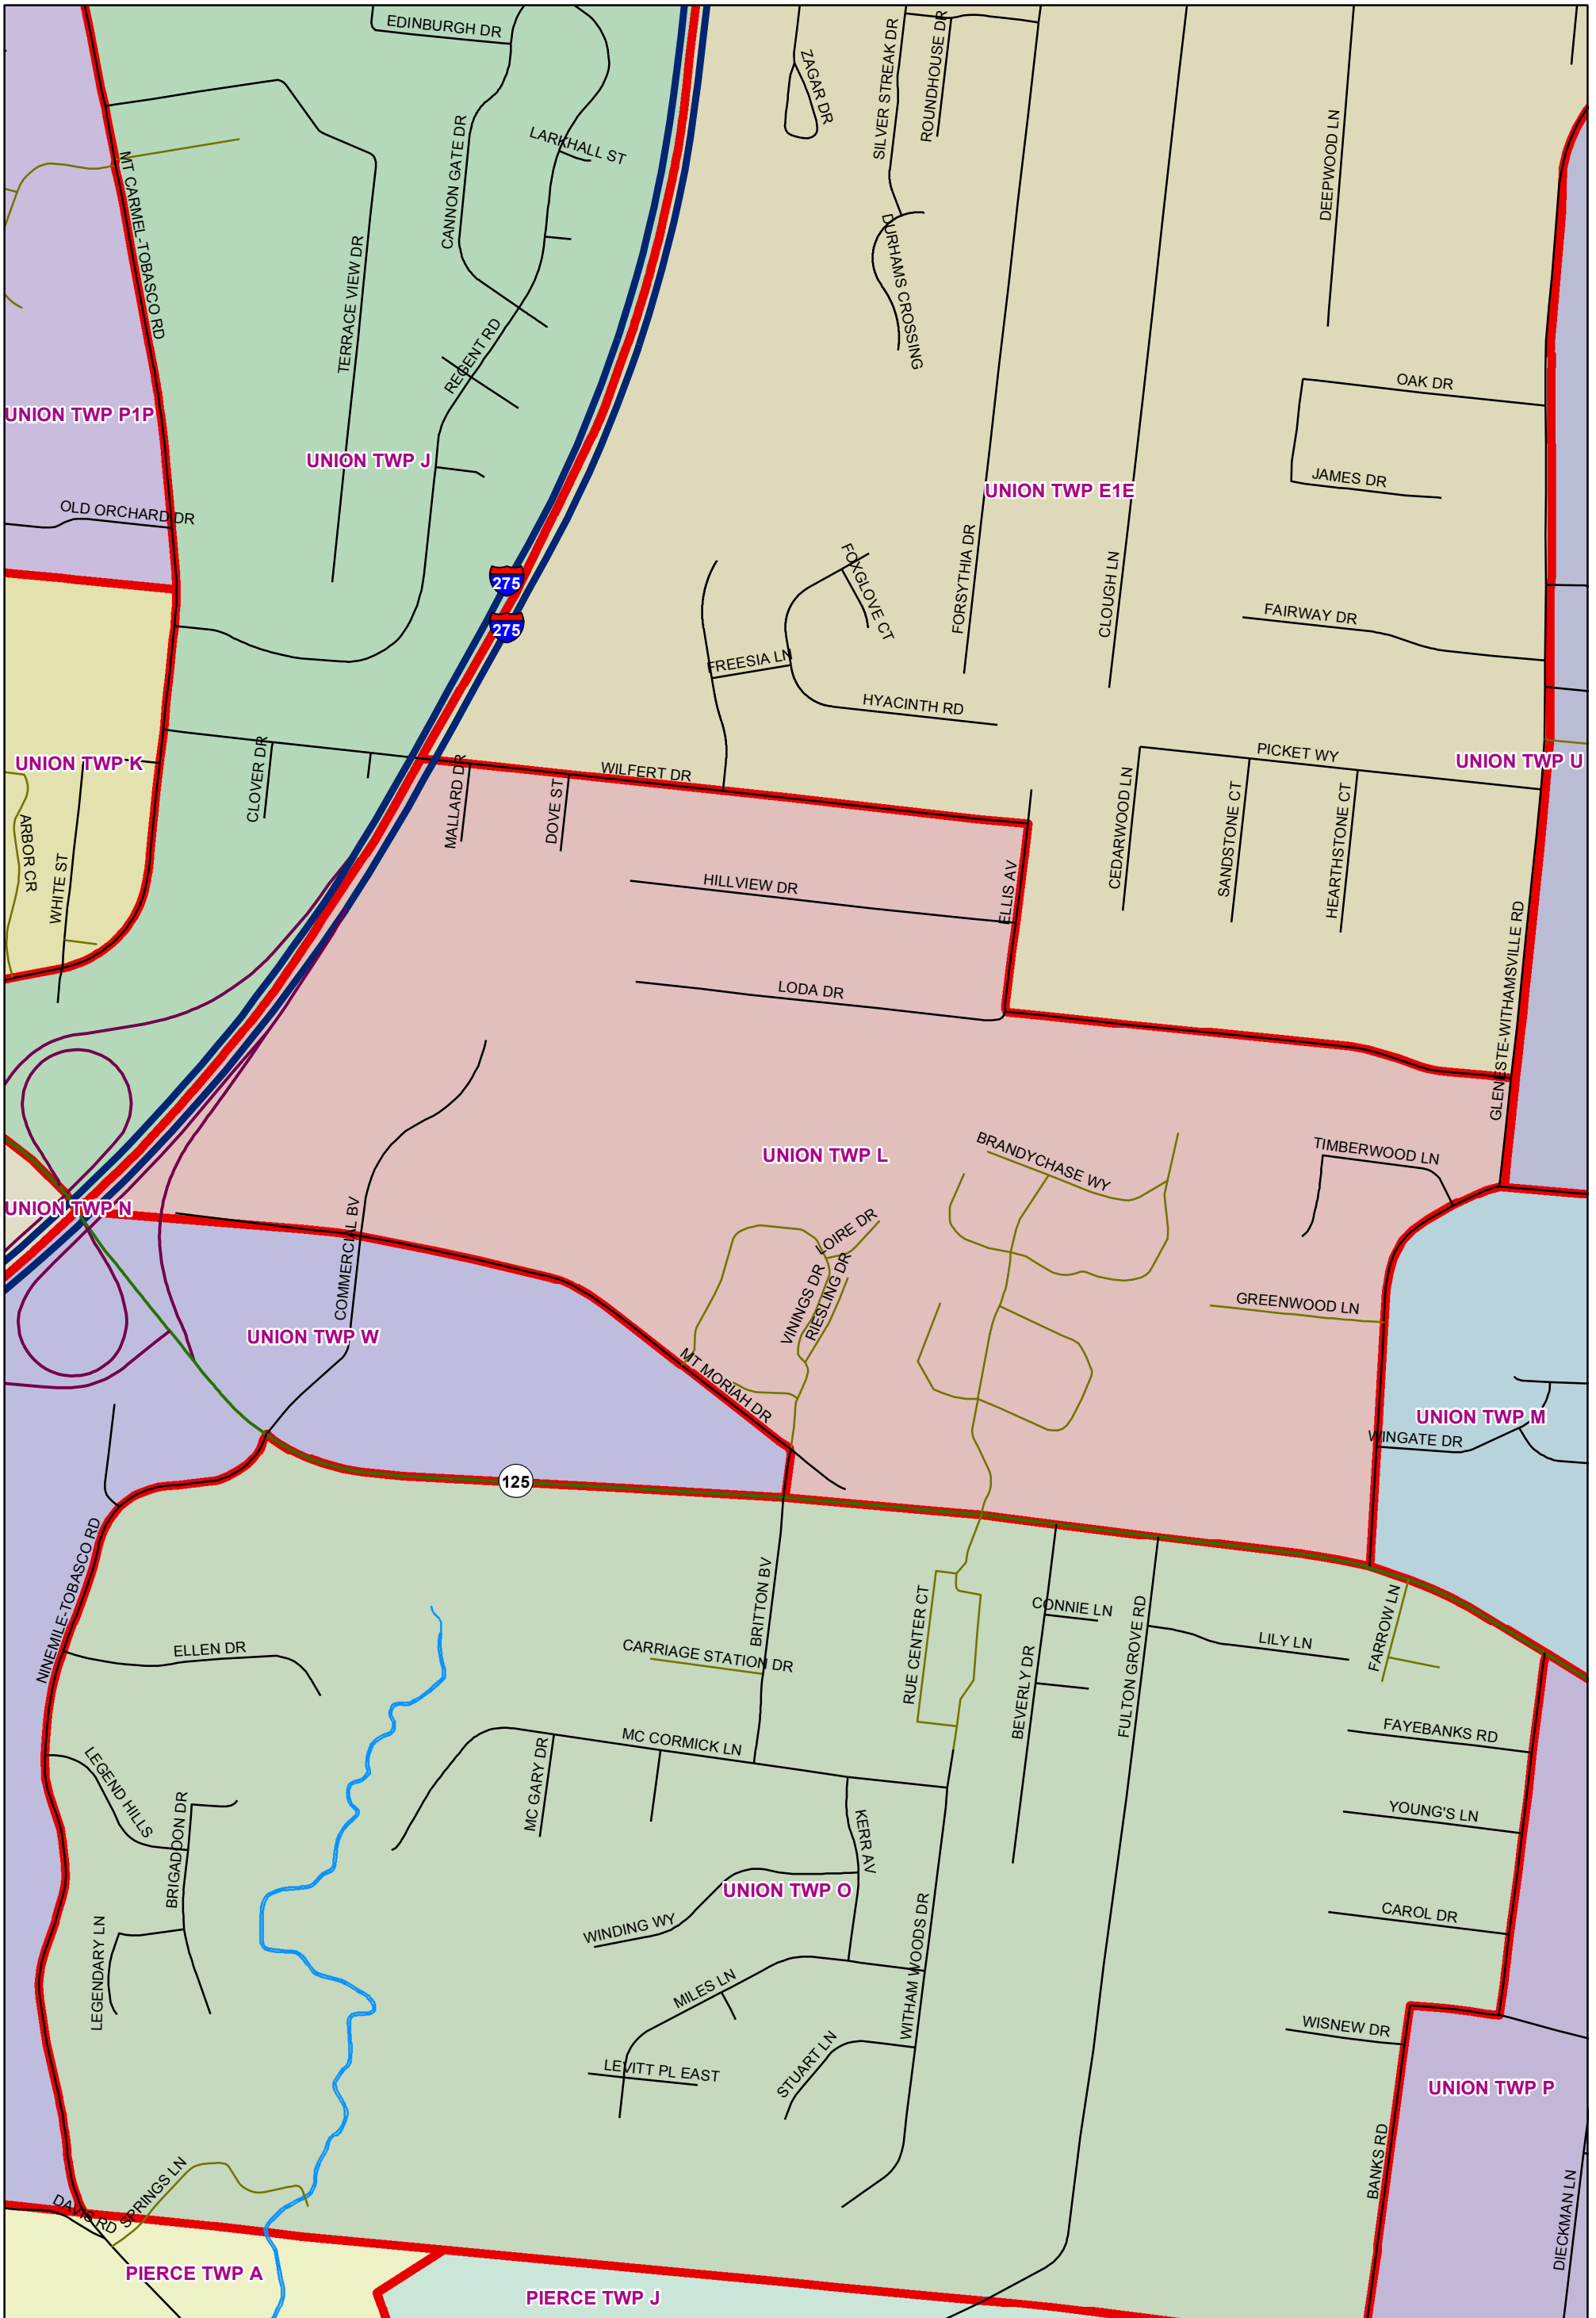 EDINBURGH DR
ZAGAR DR
SILVER STREAK DR
ROUNDHOUSE DR
DEEPWOOD LN
CANNON GATE DR
LARKHALL ST
MT CARMEL-TOBASCO RD
TERRACE VIEW DR
REGENT RD
DURHAMS CROSSING
OAK DR
UNION TWP P1P
UNION TWP J
UNION TWP E1E
JAMES DR
OLD ORCHARD DR
275
275
FOXGLOVE CT
FORSYTHIA DR
CLOUGH LN
FAIRWAY DR
FREESIA LN
HYACINTH RD
PICKET WY
UNION TWP K
UNION TWP U
CLOVER DR
MALLARD DR
WILFERT DR
DOVE ST
CEDARWOOD LN
SANDSTONE CT
HEARTHSTONE CT
ARBOR CR
WHITE ST
HILLVIEW DR
ELLIS AV
LODA DR
GLENESTE-WITHAMSVILLE RD
UNION TWP L
BRANDYCHASE WY
TIMBERWOOD LN
UNION TWP N
COMMERCIAL BV
LOIRE DR
VININGS DR
RIESLING DR
GREENWOOD LN
UNION TWP W
MT MORIAH DR
UNION TWP M
WINGATE DR
125
NINEMILE-TOBASCO RD
BRITTON BV
RUE CENTER CT
CONNIE LN
FULTON GROVE RD
LILY LN
FARROW LN
ELLEN DR
CARRIAGE STATION DR
BEVERLY DR
MC CORMICK LN
MC GARY DR
FAYEBANKS RD
LEGEND HILLS
BRIGADOON DR
KERR AV
YOUNG'S LN
UNION TWP O
WINDING WY
WITHAM WOODS DR
CAROL DR
LEGENDARY LN
MILES LN
STUART LN
WISNEW DR
LEVITT PL EAST
UNION TWP P
BANKS RD
DIECKMAN LN
SPRINGS LN
DAVIS RD
PIERCE TWP A
PIERCE TWP J